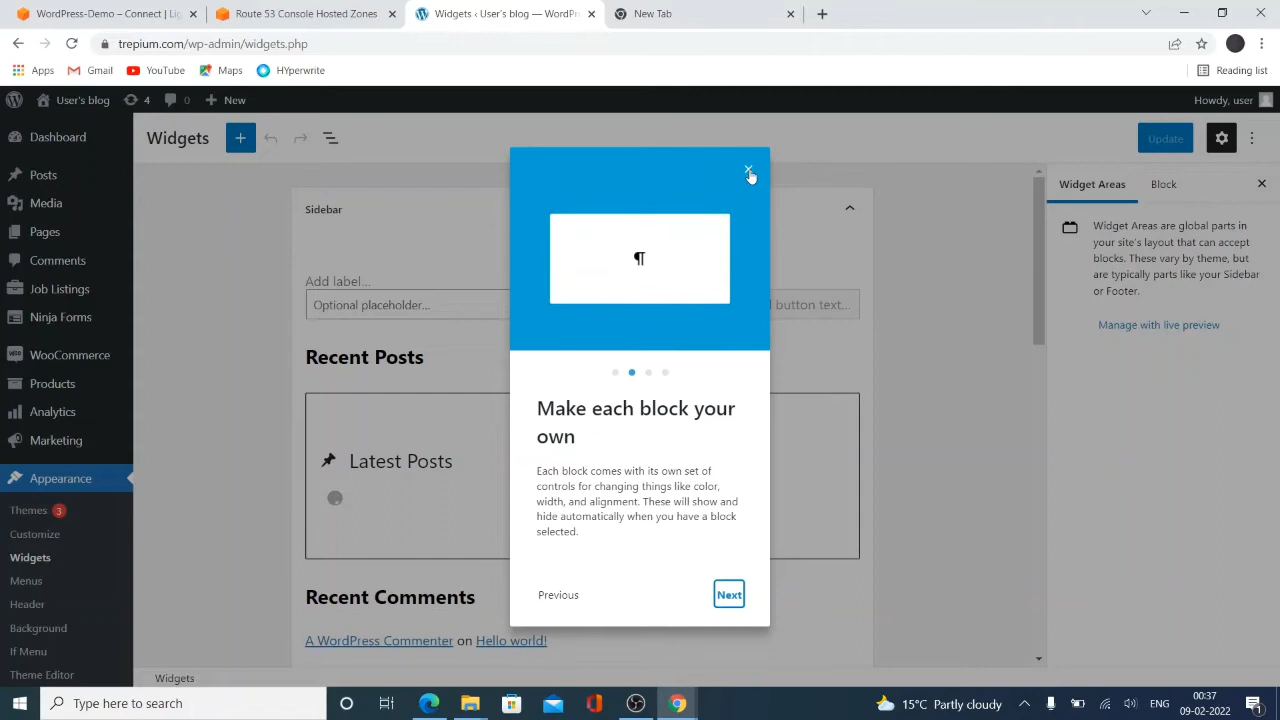 WordPress-Demo - Connect | Lig
Route 53 Console Hosted Zones
Widgets ‹ User's blog — WordPre
New Tab
trepium.com/wp-admin/widgets.php
Apps
Gmail
YouTube
Maps
HYperwrite
Reading list
User's blog
4
0
New
Howdy, user
Dashboard
Posts
Media
Pages
Comments
Job Listings
Ninja Forms
WooCommerce
Products
Analytics
Marketing
Appearance
Themes 3
Customize
Widgets
Menus
Header
Background
If Menu
Theme Editor
Widgets
Update
Sidebar
Add label...
Optional placeholder...
button text...
Recent Posts
Latest Posts
Recent Comments
A WordPress Commenter on Hello world!
¶
Make each block your
own
Each block comes with its own set of
controls for changing things like color,
width, and alignment. These will show and
hide automatically when you have a block
selected.
Previous
Next
Widget Areas
Block
Widget Areas are global parts in
your site's layout that can accept
blocks. These vary by theme, but
are typically parts like your Sidebar
or Footer.
Manage with live preview
Widgets
Type here to search
15°C Partly cloudy
ENG
00:37
09-02-2022
1